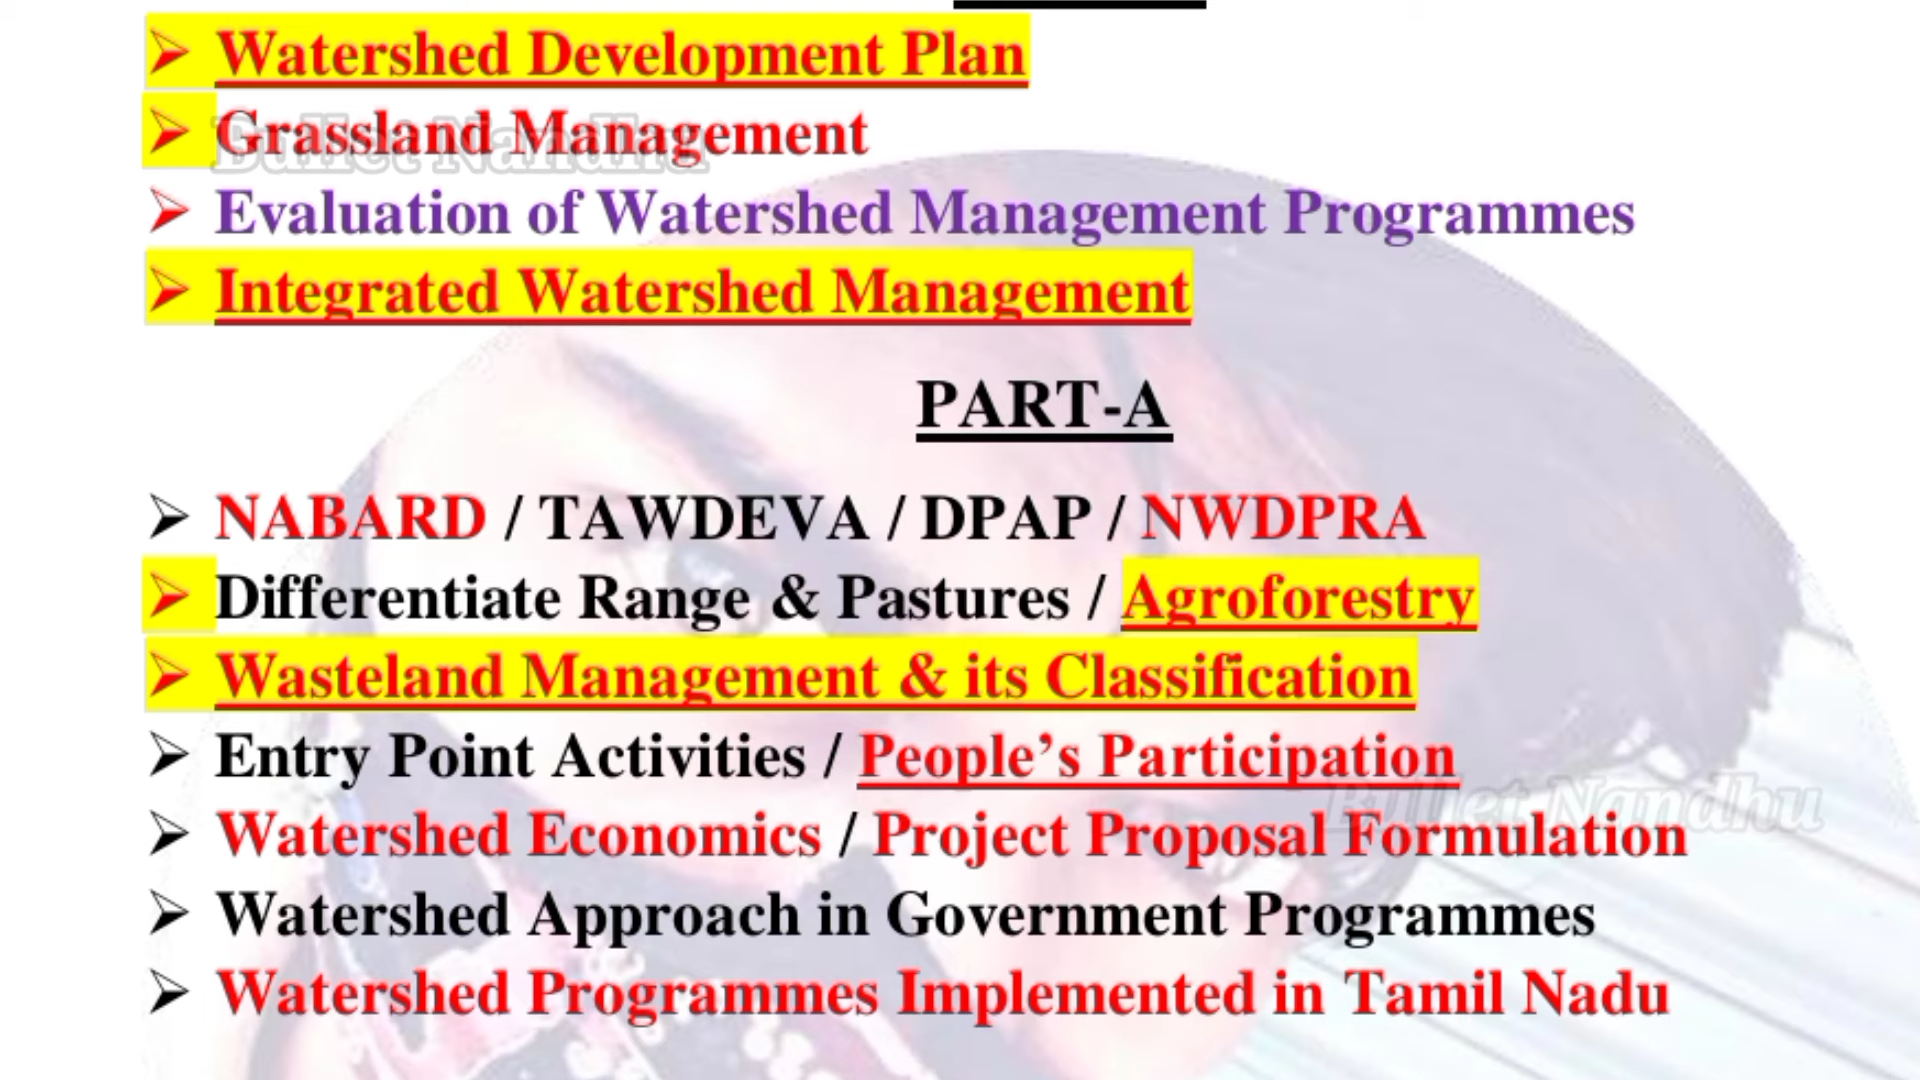 ➢ Watershed Development Plan
➢ Grassland Management
Bullet Nandhu
➢ Evaluation of Watershed Management Programmes
➢ Integrated Watershed Management
PART-A
➢ NABARD / TAWDEVA / DPAP / NWDPRA
➢ Differentiate Range & Pastures / Agroforestry
➢ Wasteland Management & its Classification
➢ Entry Point Activities / People’s Participation
Bullet Nandhu
➢ Watershed Economics / Project Proposal Formulation
➢ Watershed Approach in Government Programmes
➢ Watershed Programmes Implemented in Tamil Nadu